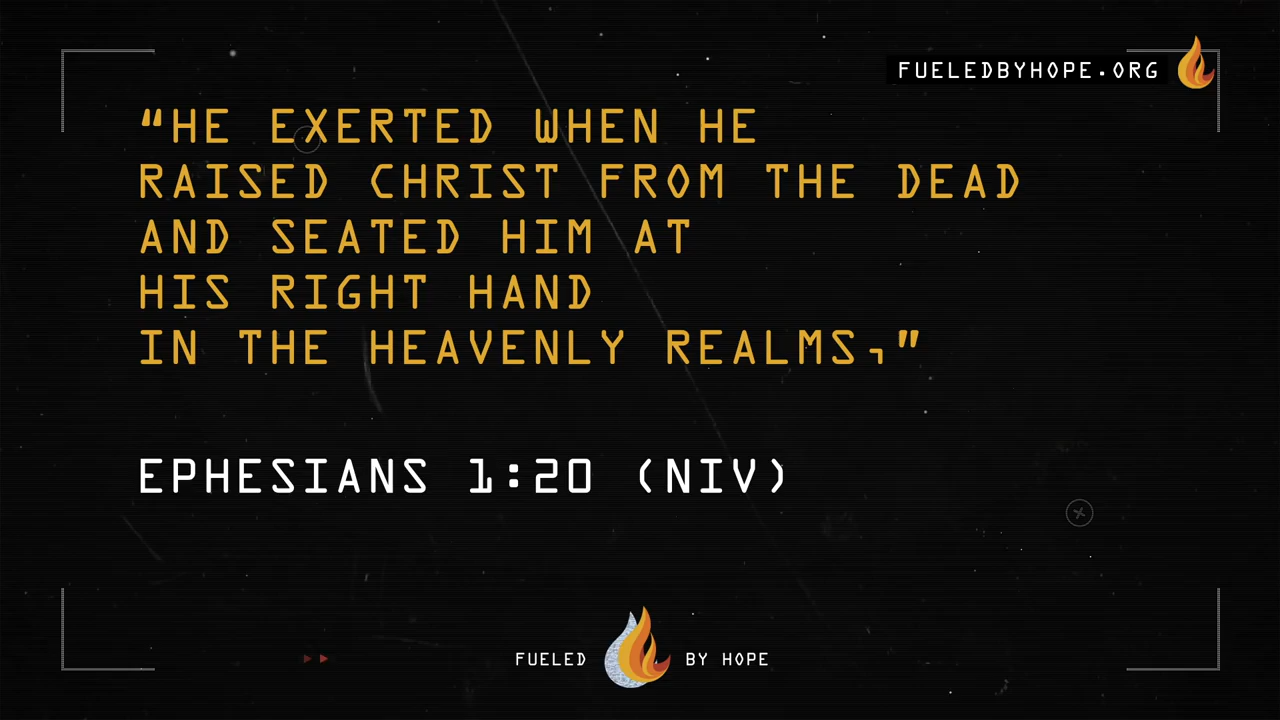 FUELEDBYHOPE.ORG
“HE EXERTED WHEN HE
RAISED CHRIST FROM THE DEAD
AND SEATED HIM AT
HIS RIGHT HAND
IN THE HEAVENLY REALMS,”
EPHESIANS 1:20 (NIV)
FUELED BY HOPE